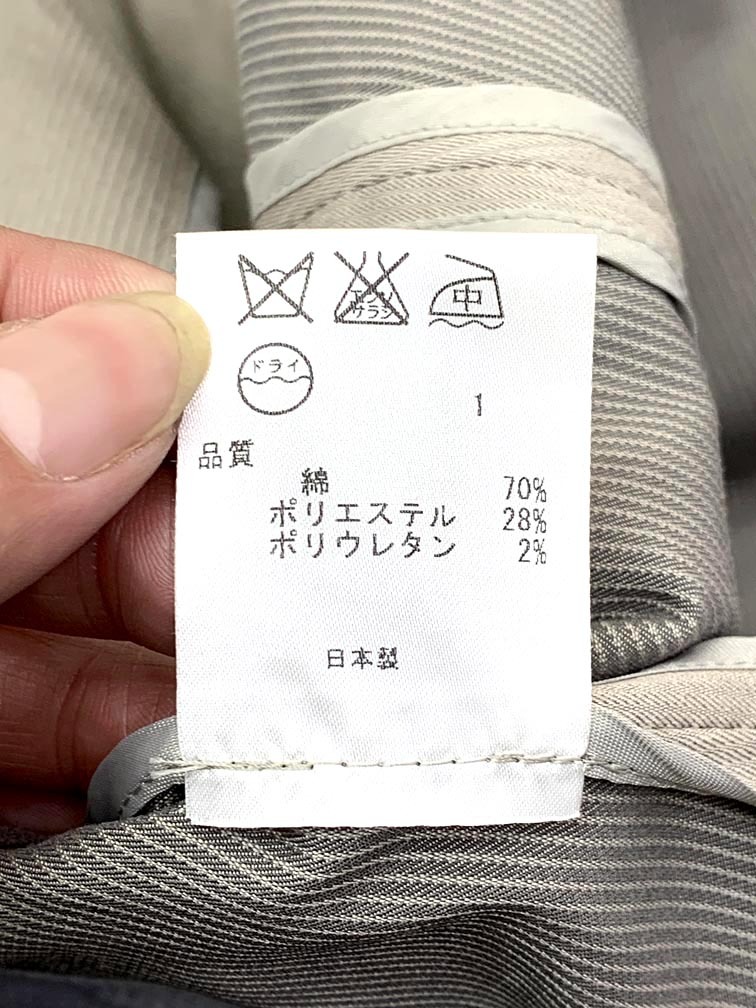 エンソ
サラシ
中
ドライ
1
品質
綿 70%
ポリエステル 28%
ポリウレタン 2%
日本製